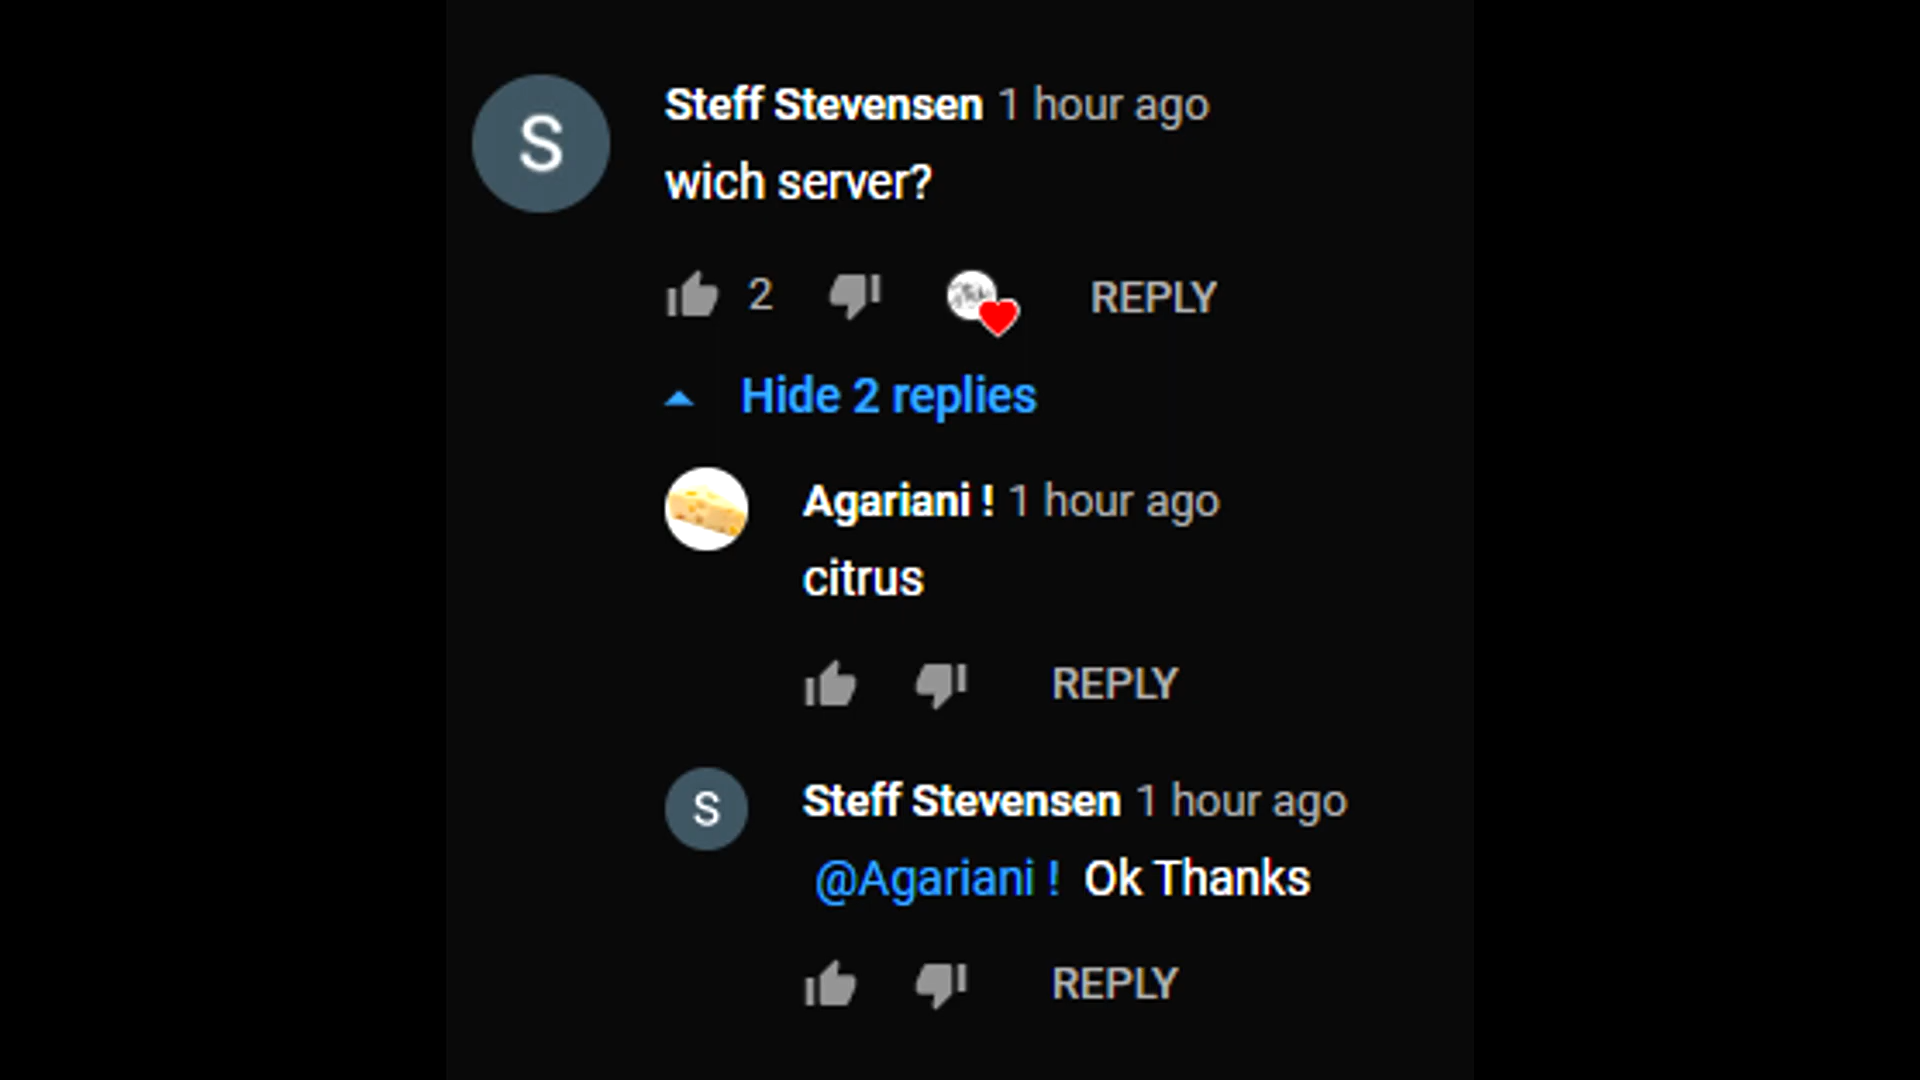 S
Steff Stevensen 1 hour ago
wich server?
2 REPLY
Hide 2 replies
Agariani ! 1 hour ago
citrus
REPLY
S
Steff Stevensen 1 hour ago
@Agariani ! Ok Thanks
REPLY